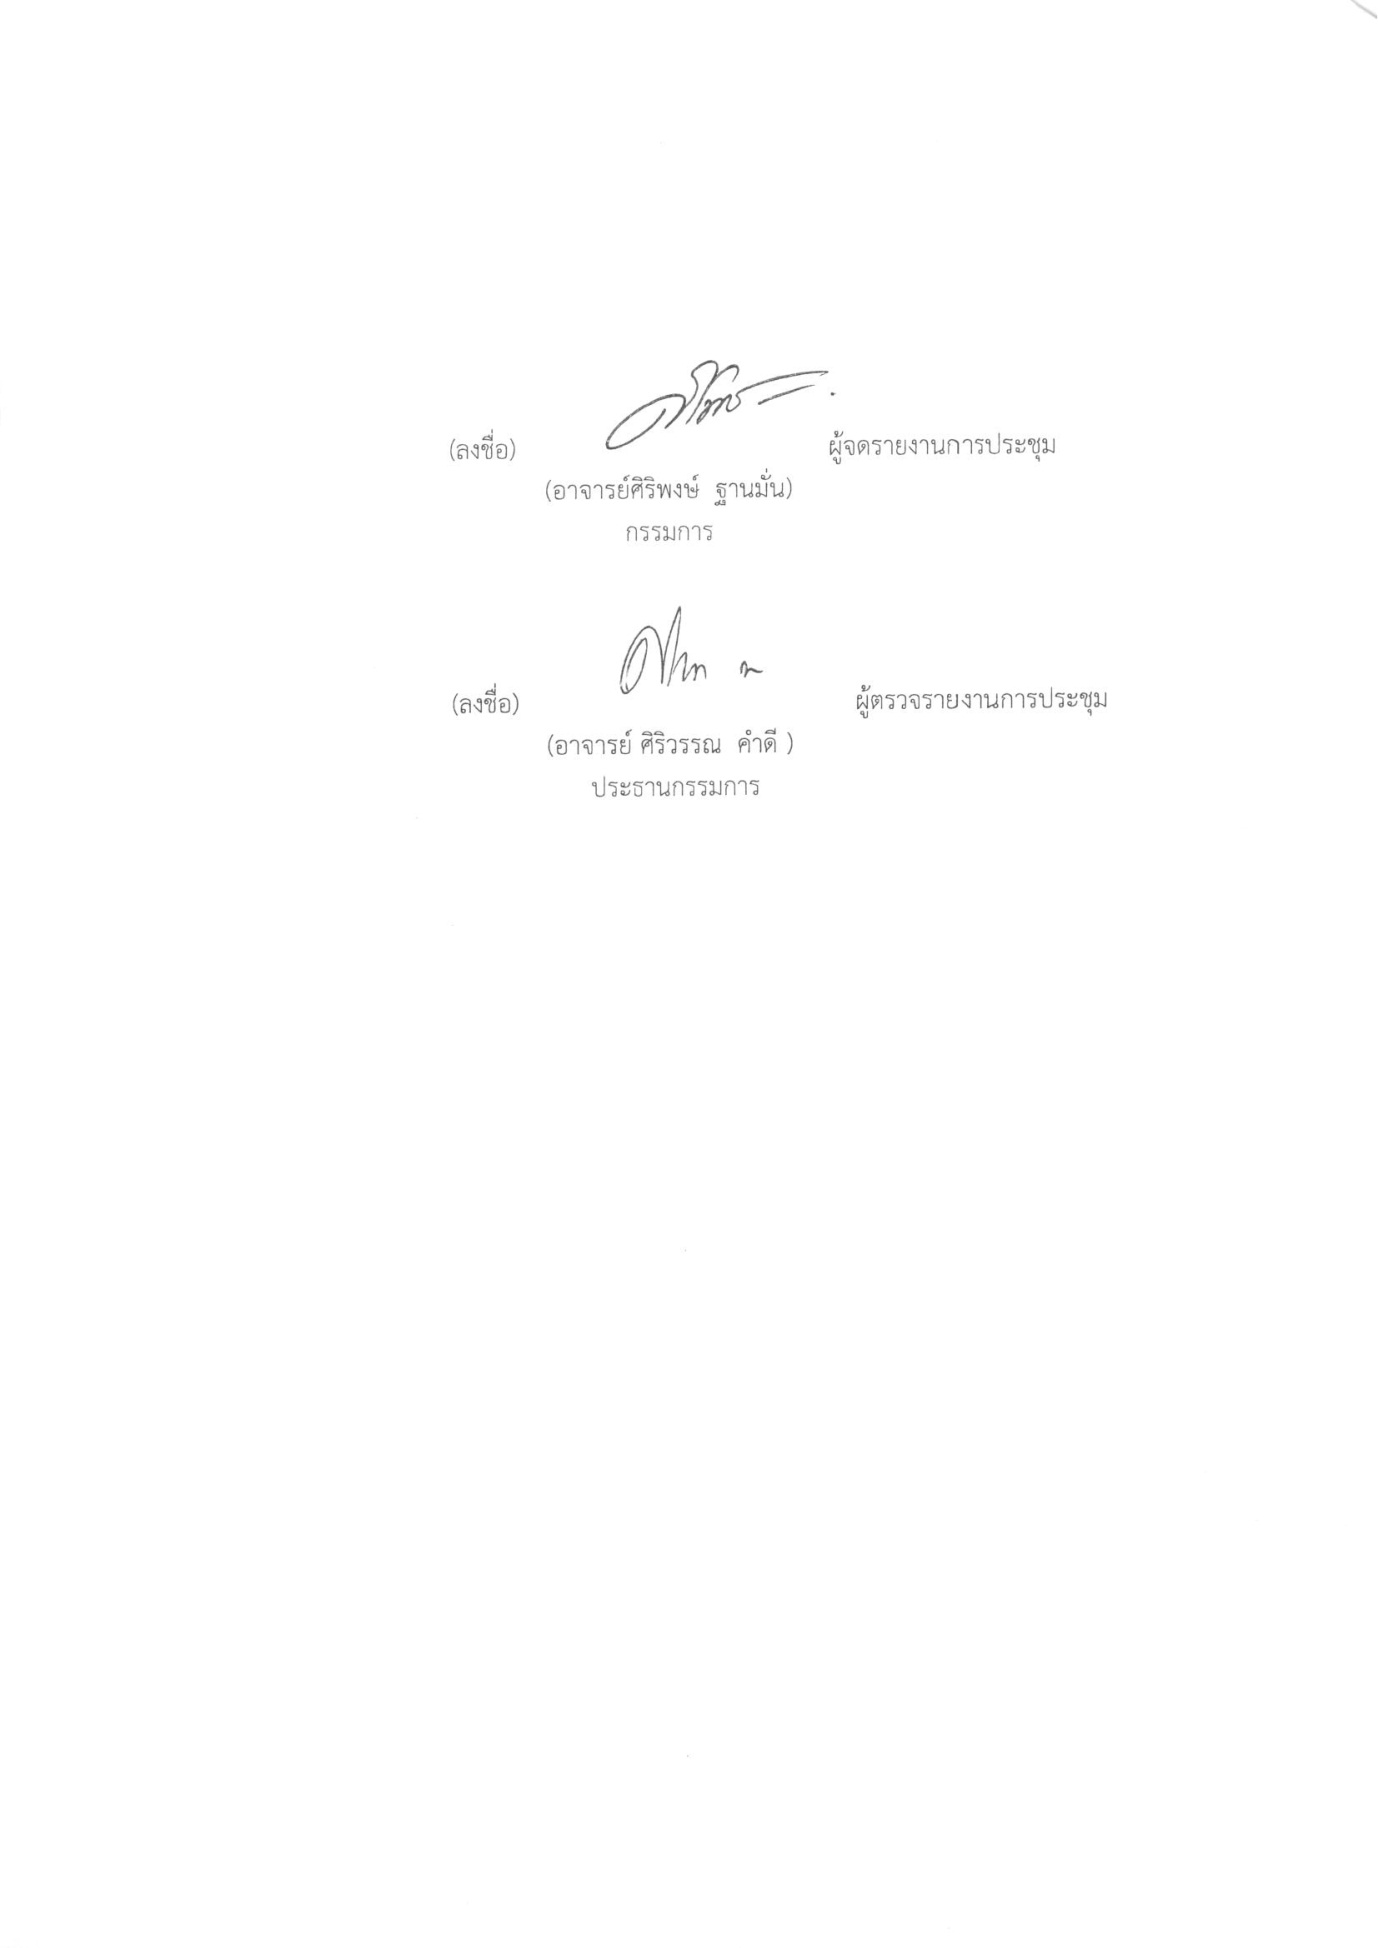 (ลงชื่อ) ผู้จดรายงานการประชุม
(อาจารย์ศิริพงษ์ ฐานมั่น)
กรรมการ
(ลงชื่อ) ผู้ตรวจรายงานการประชุม
(อาจารย์ ศิริวรรณ คำดี )
ประธานกรรมการ